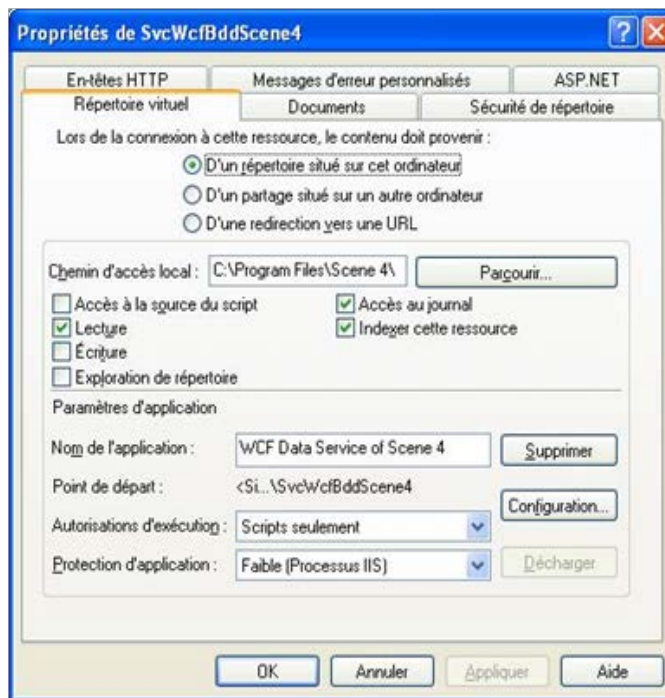 Propriétés de SvcWcfBddScene4
En-têtes HTTP Messages d'erreur personnalisés ASP.NET
Répertoire virtuel Documents Sécurité de répertoire
Lors de la connexion à cette ressource, le contenu doit provenir :
D'un répertoire situé sur cet ordinateur
D'un partage situé sur un autre ordinateur
D'une redirection vers une URL
Chemin d'accès local : C:\Program Files\Scene 4\ Parcourir...
Accès à la source du script Accès au journal
Lecture Indexer cette ressource
Écriture
Exploration de répertoire
Paramètres d'application
Nom de l'application : WCF Data Service of Scene 4 Supprimer
Point de départ : <Si...\SvcWcfBddScene4
Configuration...
Autorisations d'exécution : Scripts seulement
Protection d'application : Faible (Processus IIS) Décharger
OK Annuler Appliquer Aide